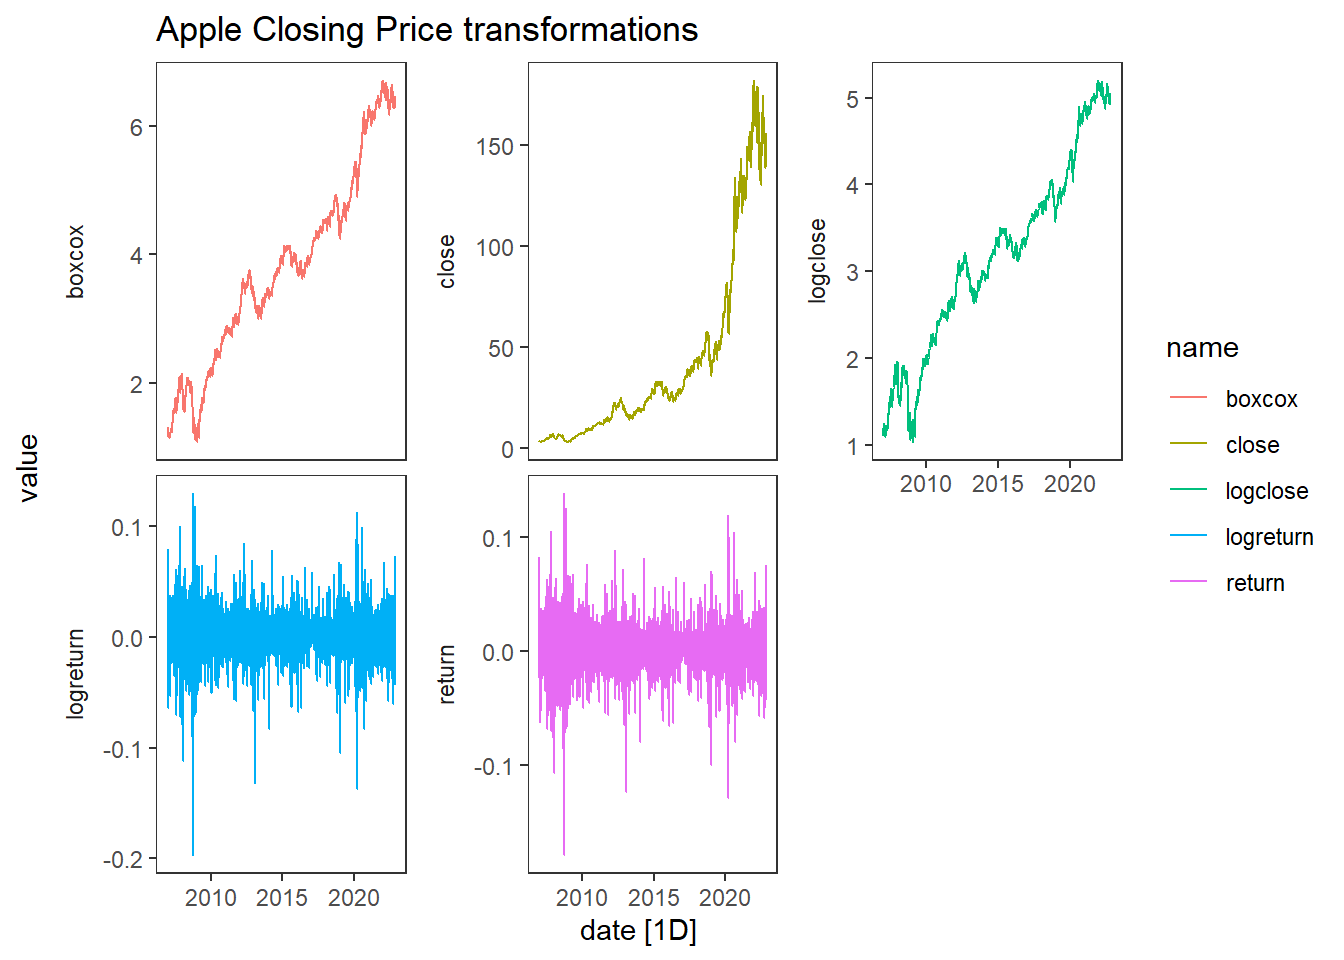 Apple Closing Price transformations
value
boxcox
6
4
2
close
150
100
50
0
logclose
5
4
3
2
1
2010 2015 2020
logreturn
0.1
0.0
-0.1
-0.2
2010 2015 2020
return
0.1
0.0
-0.1
2010 2015 2020
date [1D]
name
boxcox
close
logclose
logreturn
return